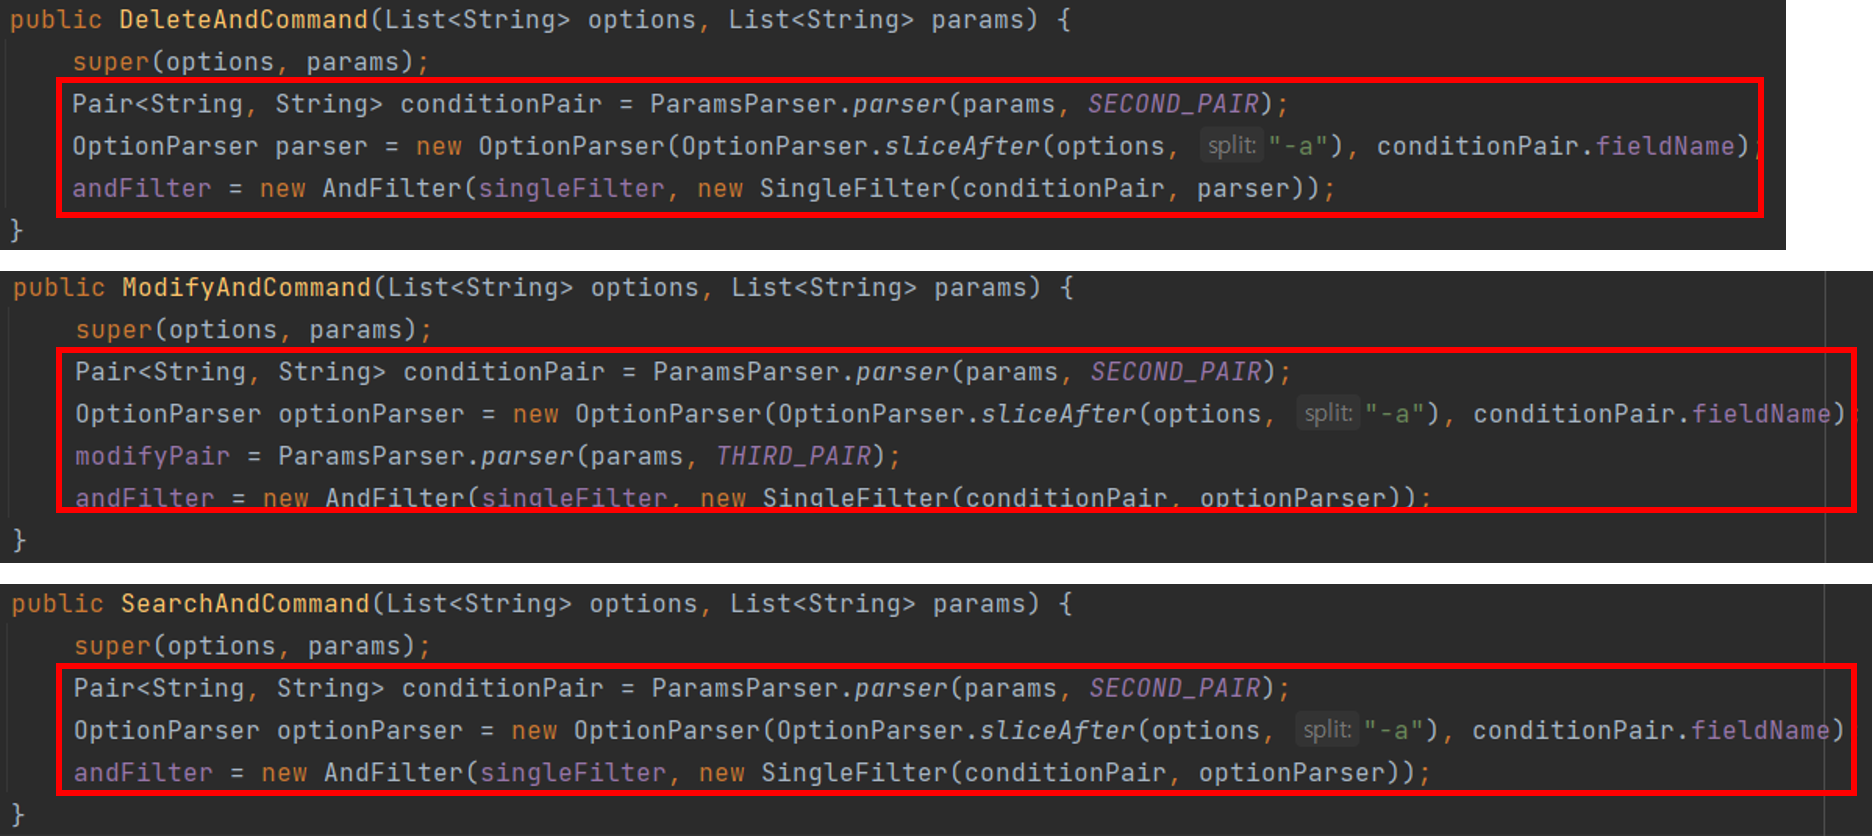 public DeleteAndCommand(List<String> options, List<String> params) {
super(options, params);
Pair<String, String> conditionPair = ParamsParser.parser(params, SECOND_PAIR);
OptionParser parser = new OptionParser(OptionParser.sliceAfter(options, split: "-a"), conditionPair.fieldName);
andFilter = new AndFilter(singleFilter, new SingleFilter(conditionPair, parser));
}
public ModifyAndCommand(List<String> options, List<String> params) {
super(options, params);
Pair<String, String> conditionPair = ParamsParser.parser(params, SECOND_PAIR);
OptionParser optionParser = new OptionParser(OptionParser.sliceAfter(options, split: "-a"), conditionPair.fieldName);
modifyPair = ParamsParser.parser(params, THIRD_PAIR);
andFilter = new AndFilter(singleFilter, new SingleFilter(conditionPair, optionParser));
}
public SearchAndCommand(List<String> options, List<String> params) {
super(options, params);
Pair<String, String> conditionPair = ParamsParser.parser(params, SECOND_PAIR);
OptionParser optionParser = new OptionParser(OptionParser.sliceAfter(options, split: "-a"), conditionPair.fieldName)
andFilter = new AndFilter(singleFilter, new SingleFilter(conditionPair, optionParser));
}